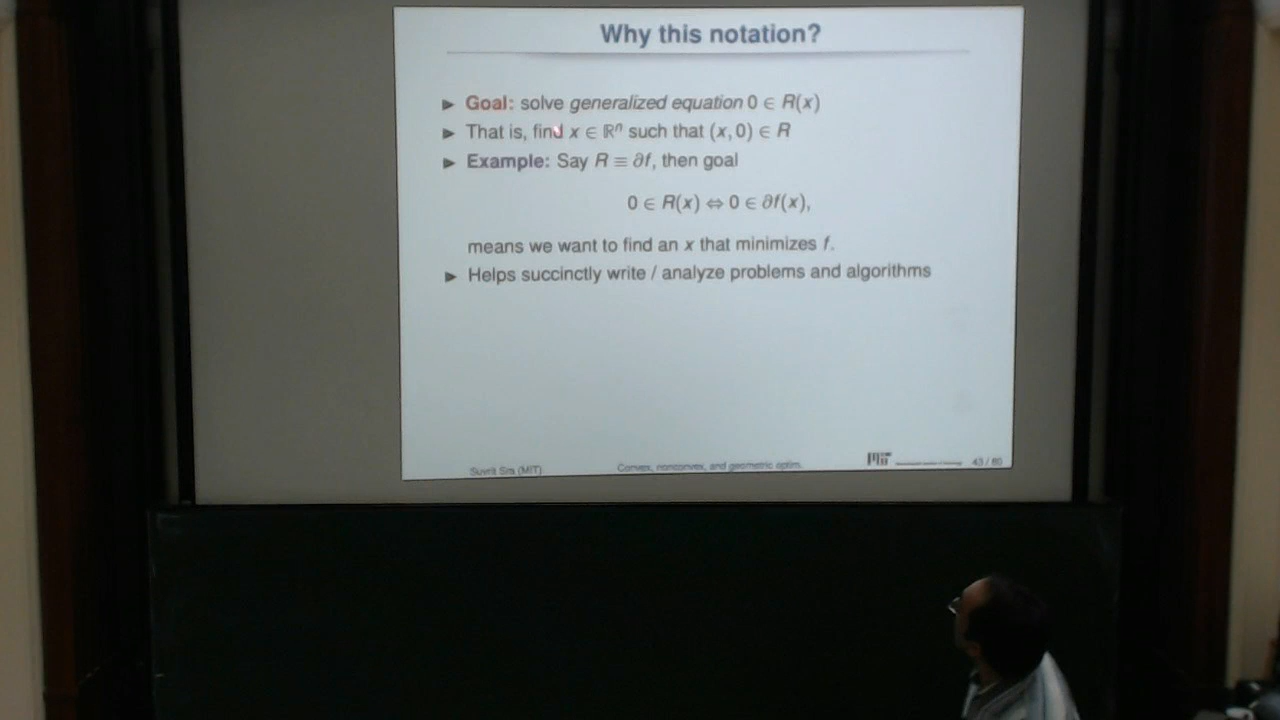 Why this notation?
► Goal: solve generalized equation 0 ∈ R(x)
► That is, find x ∈ ℝⁿ such that (x, 0) ∈ R
► Example: Say R ≡ ∂f, then goal
0 ∈ R(x) ⇔ 0 ∈ ∂f(x),
means we want to find an x that minimizes f.
► Helps succinctly write / analyze problems and algorithms
Suvrit Sra (MIT) Convex, nonconvex, and geometric optim. MIT 43 / 80